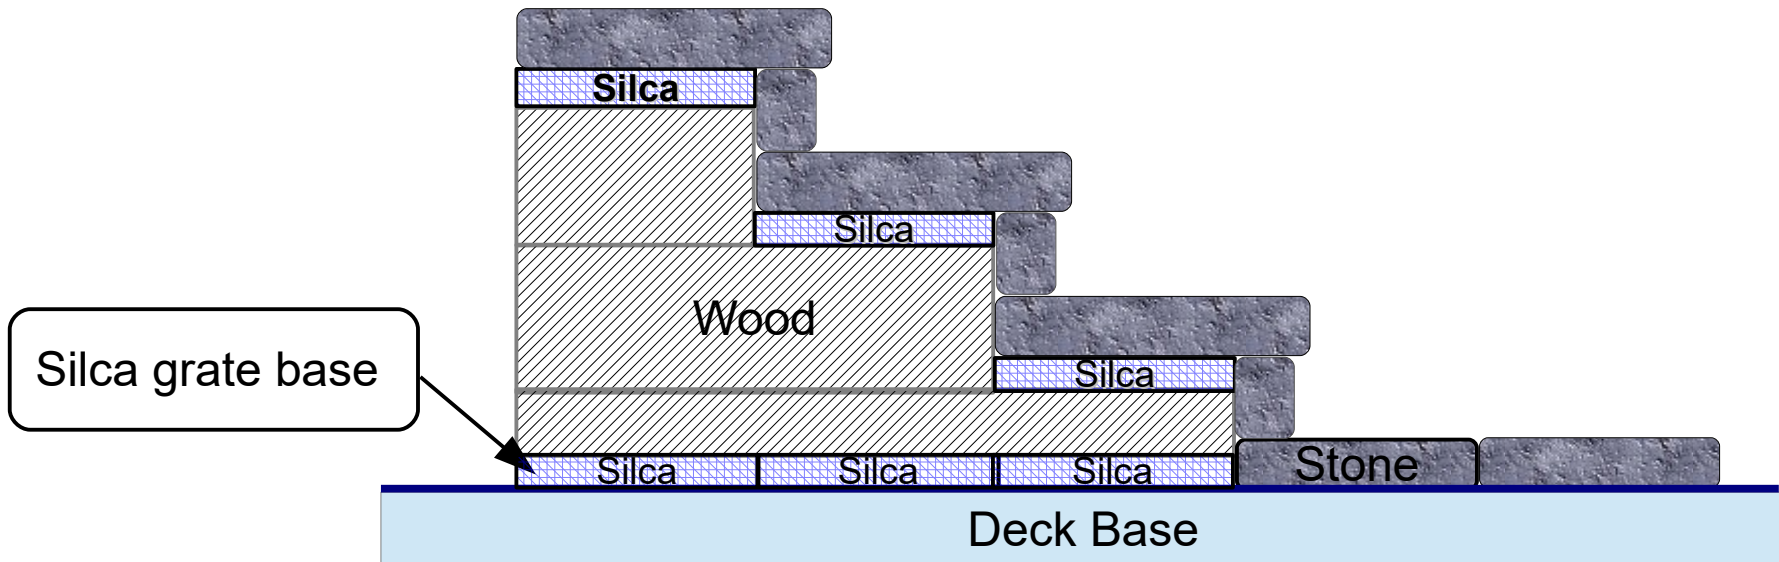 Silca
Silca
Wood
Silca grate base
Silca
Silca
Silca
Silca
Stone
Deck Base